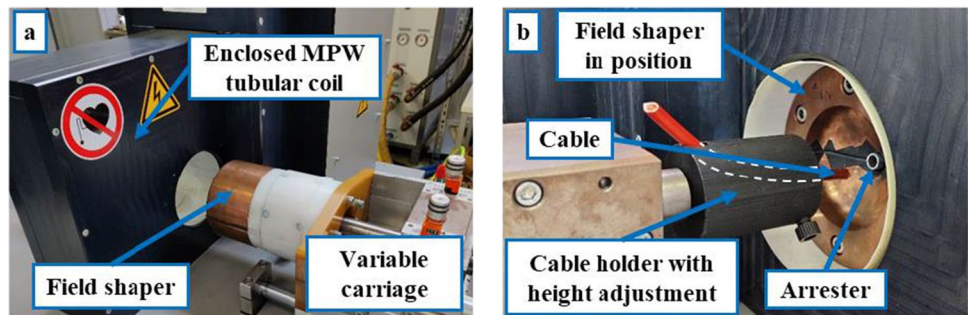 a
Enclosed MPW
tubular coil
Field shaper
Variable
carriage
b
Field shaper
in position
Cable
Cable holder with
height adjustment
Arrester